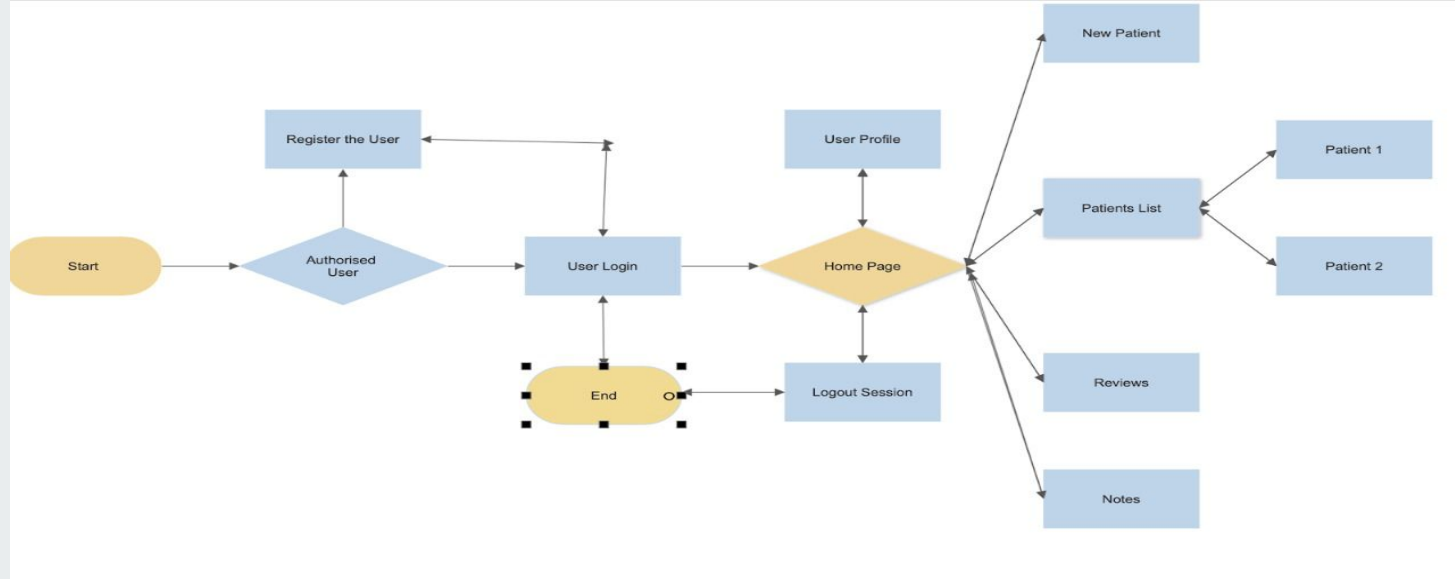 New Patient
Register the User
User Profile
Patient 1
Patients List
Start
Authorised
User
User Login
Home Page
Patient 2
End
Logout Session
Reviews
Notes